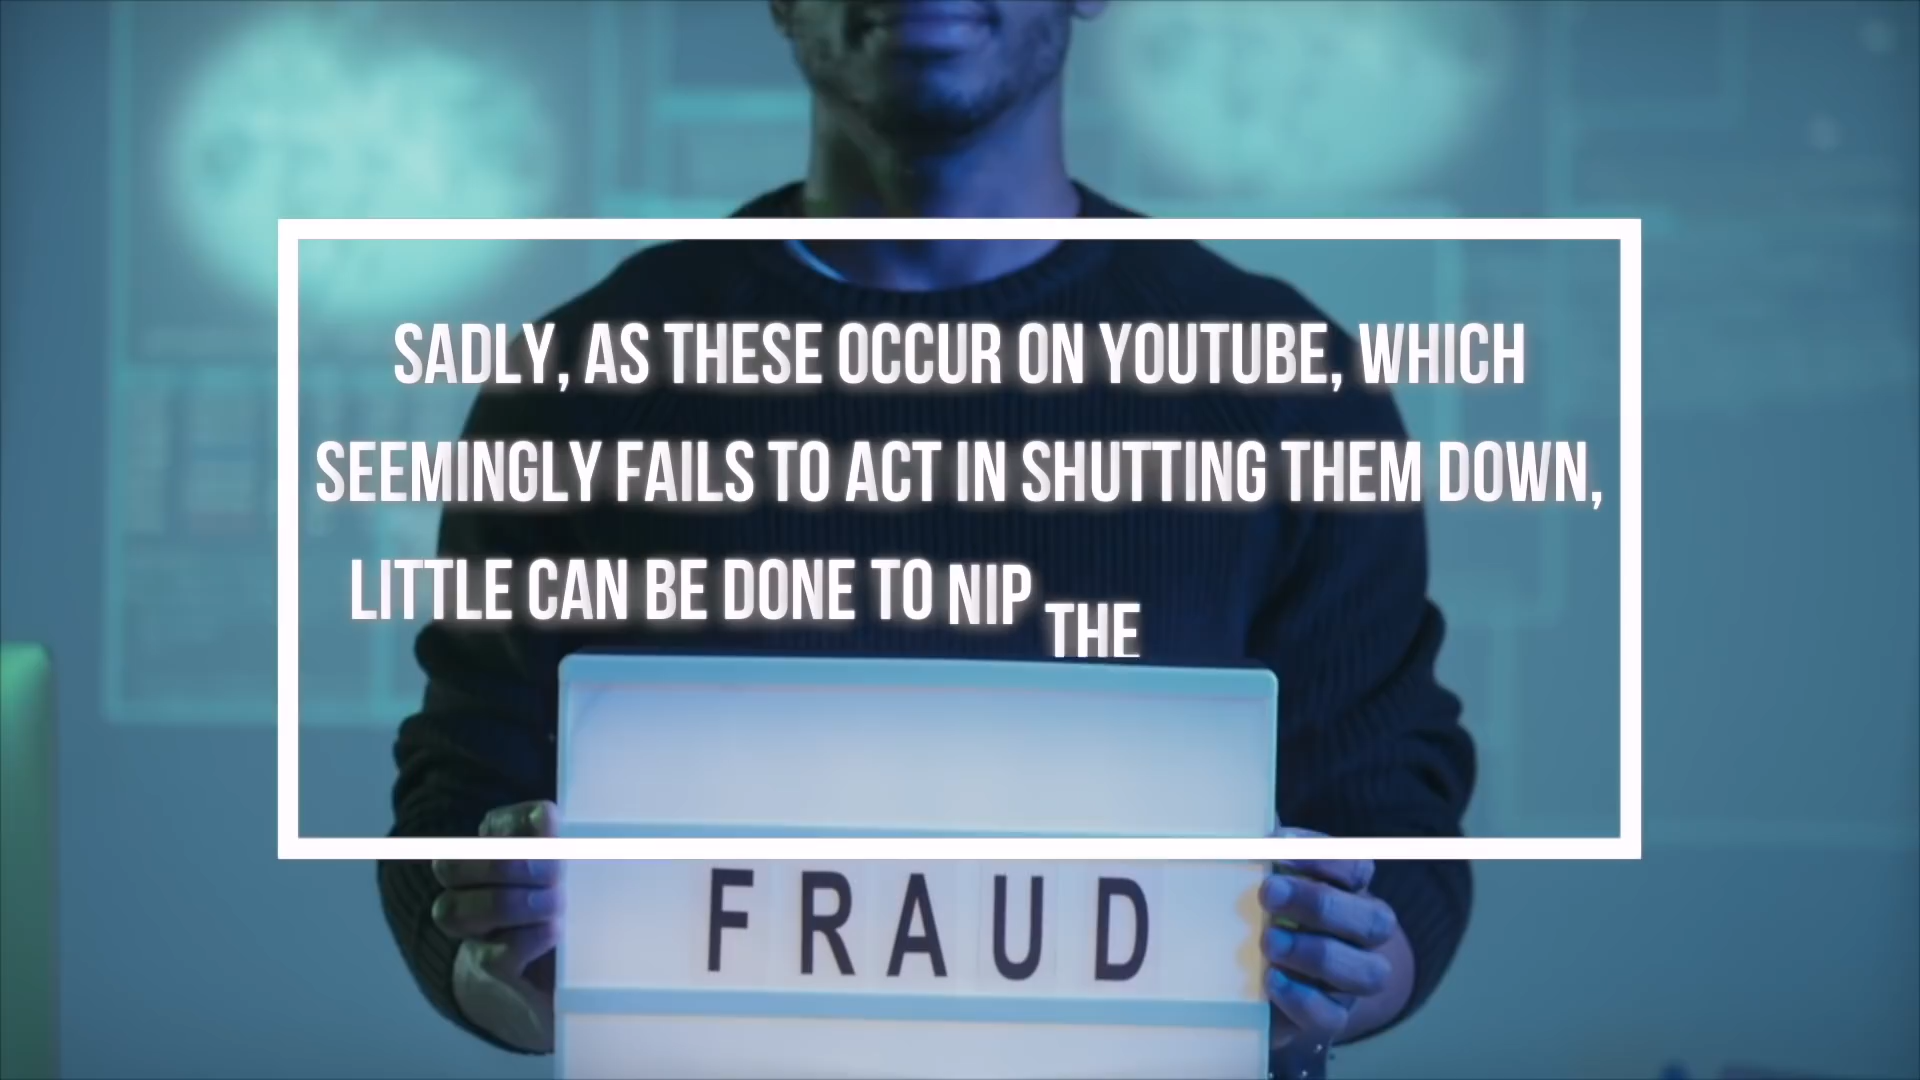 SADLY, AS THESE OCCUR ON YOUTUBE, WHICH
SEEMINGLY FAILS TO ACT IN SHUTTING THEM DOWN,
LITTLE CAN BE DONE TO NIP THE
FRAUD